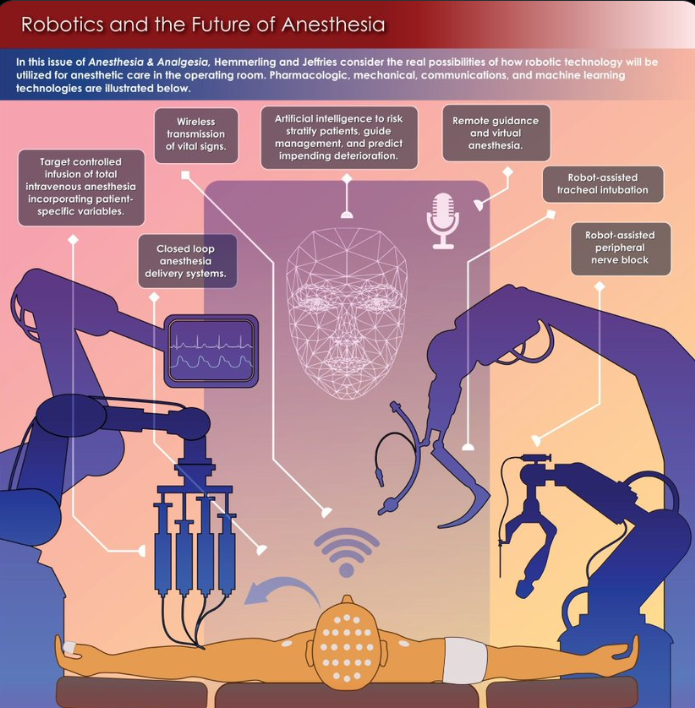 Robotics and the Future of Anesthesia
In this issue of Anesthesia & Analgesia, Hemmerling and Jeffries consider the real possibilities of how robotic technology will be
utilized for anesthetic care in the operating room. Pharmacologic, mechanical, communications, and machine learning
technologies are illustrated below.
Target controlled
infusion of total
intravenous anesthesia
incorporating patient-
specific variables.
Wireless
transmission
of vital signs.
Closed loop
anesthesia
delivery systems.
Artificial intelligence to risk
stratify patients, guide
management, and predict
impending deterioration.
Remote guidance
and virtual
anesthesia.
Robot-assisted
tracheal intubation
Robot-assisted
peripheral
nerve block